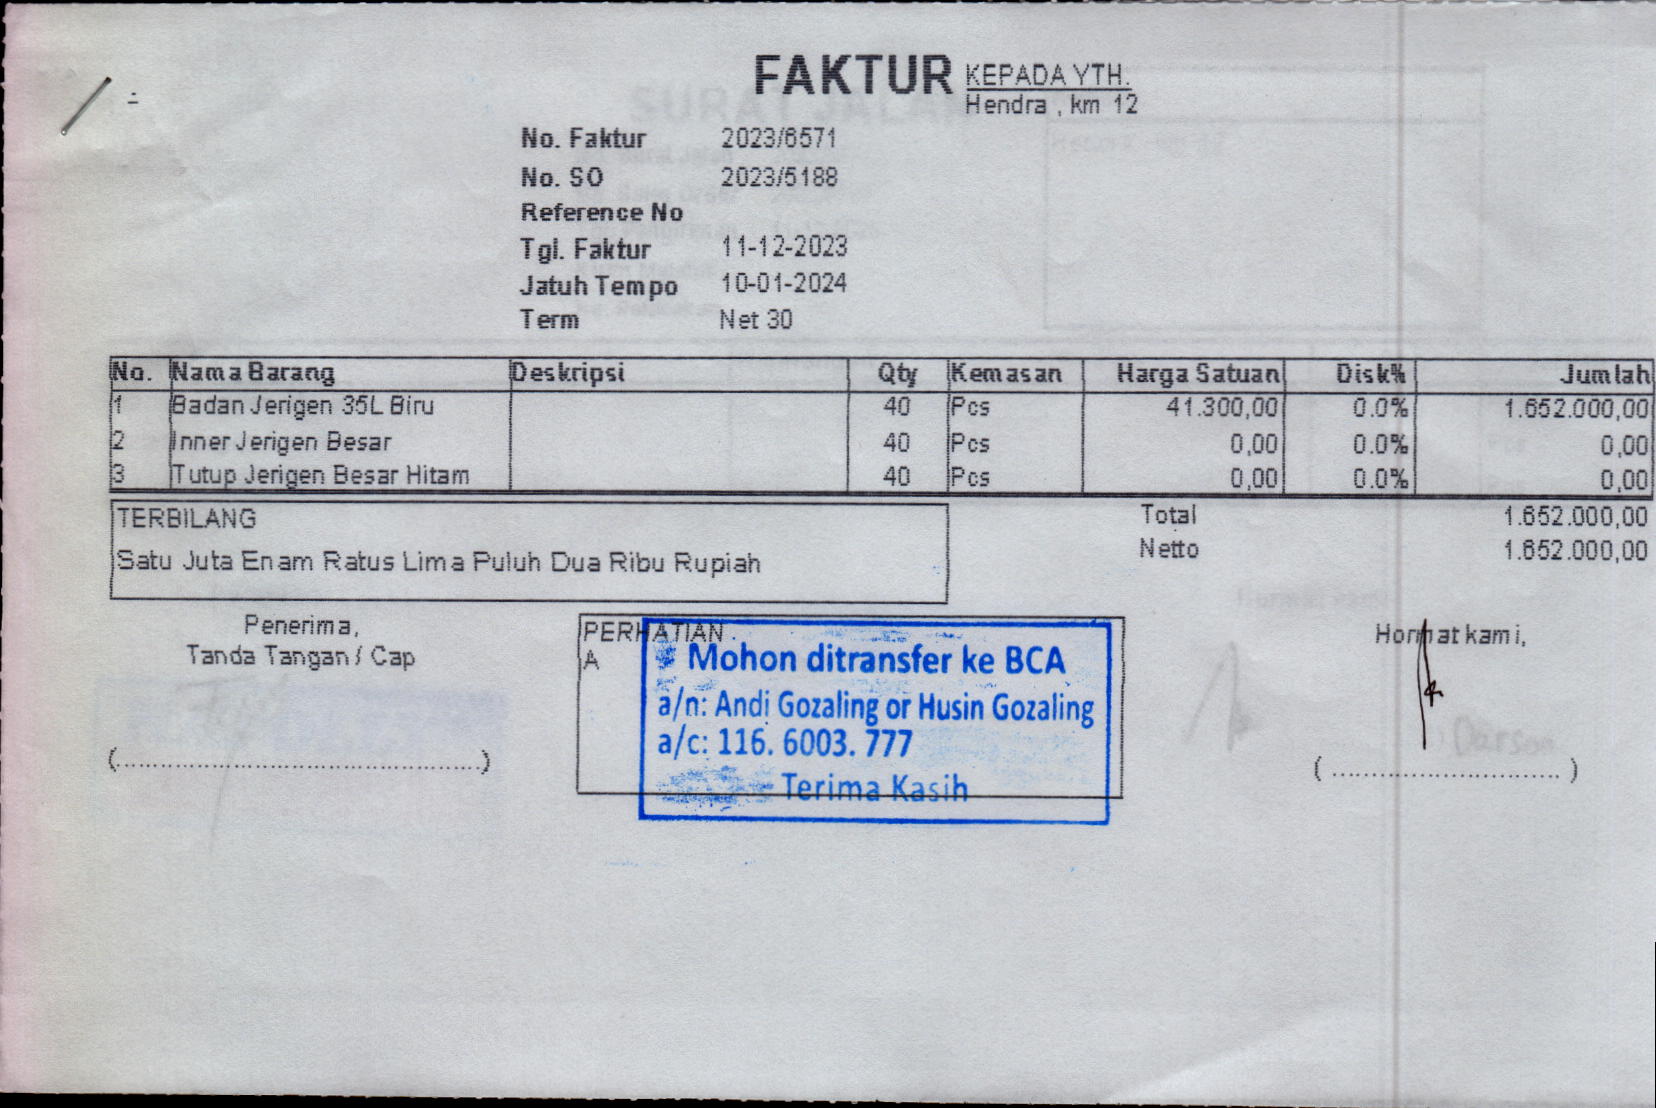 FAKTUR
KEPADA YTH.
Hendra , km 12
No. Faktur 2023/6571
No. SO 2023/5188
Reference No
Tgl. Faktur 11-12-2023
Jatuh Tempo 10-01-2024
Term Net 30
No. Nama Barang Deskripsi Qty Kemasan Harga Satuan Disk% Jumlah
1 Badan Jerigen 35L Biru 40 Pcs 41.300,00 0.0% 1.652.000,00
2 Inner Jerigen Besar 40 Pcs 0,00 0.0% 0,00
3 Tutup Jerigen Besar Hitam 40 Pcs 0,00 0.0% 0,00
TERBILANG
Satu Juta Enam Ratus Lima Puluh Dua Ribu Rupiah
Total 1.652.000,00
Netto 1.652.000,00
Penerima,
Tanda Tangan / Cap
PERHATIAN
A
Mohon ditransfer ke BCA
a/n: Andi Gozaling or Husin Gozaling
a/c: 116. 6003. 777
Terima Kasih
Hormat kami,
Darson
SURAT JALAN